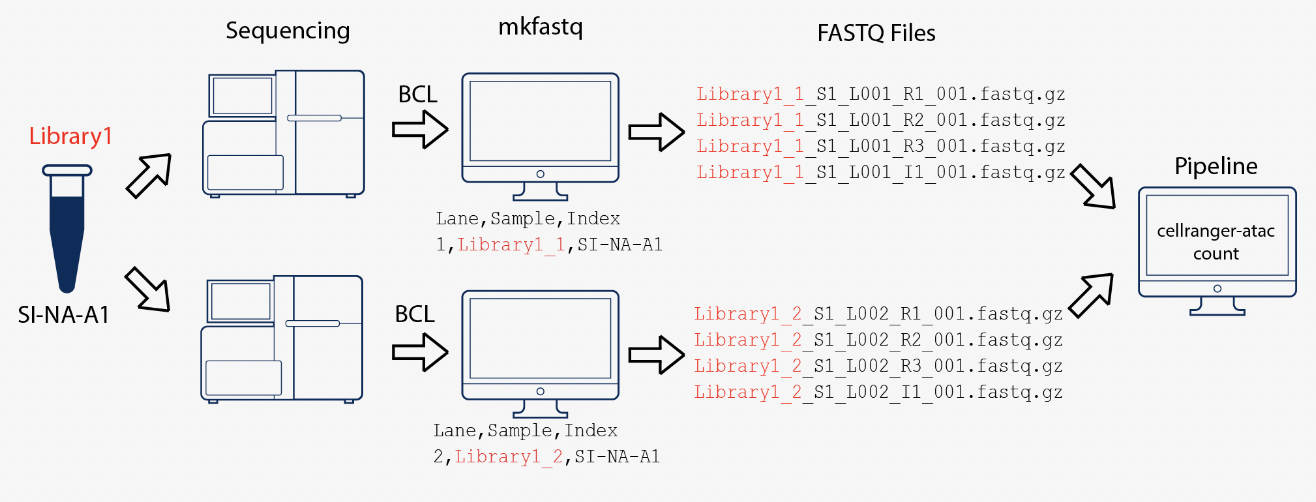 Sequencing
mkfastq
FASTQ Files
Library1
SI-NA-A1
BCL
Lane,Sample,Index
1,Library1_1,SI-NA-A1
Library1_1_S1_L001_R1_001.fastq.gz
Library1_1_S1_L001_R2_001.fastq.gz
Library1_1_S1_L001_R3_001.fastq.gz
Library1_1_S1_L001_I1_001.fastq.gz
BCL
Lane,Sample,Index
2,Library1_2,SI-NA-A1
Library1_2_S1_L002_R1_001.fastq.gz
Library1_2_S1_L002_R2_001.fastq.gz
Library1_2_S1_L002_R3_001.fastq.gz
Library1_2_S1_L002_I1_001.fastq.gz
Pipeline
cellranger-atac
count